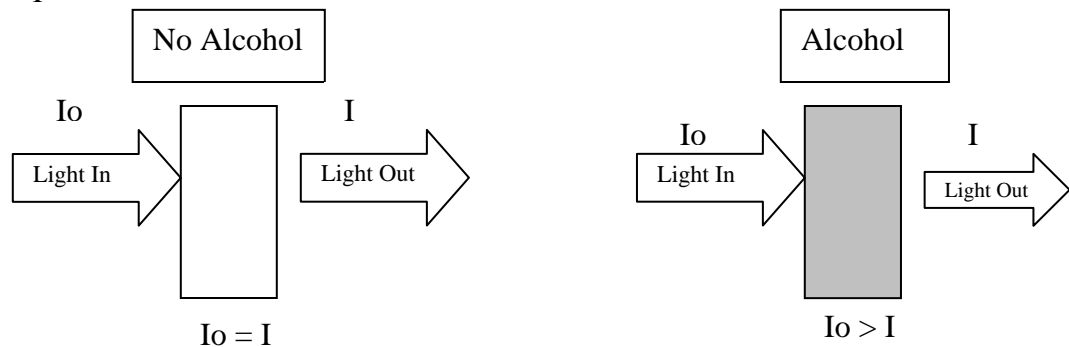 No Alcohol
Alcohol
Io
I
Io
I
Light In
Light Out
Light In
Light Out
Io = I
Io > I